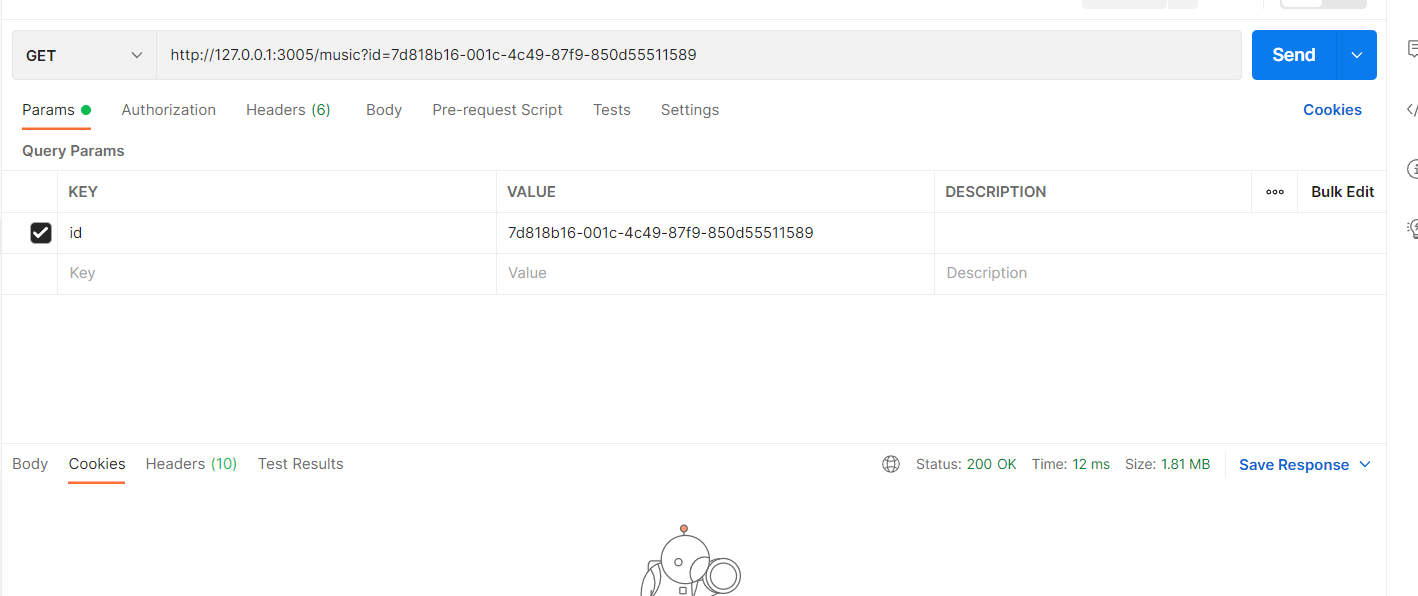 GET http://127.0.0.1:3005/music?id=7d818b16-001c-4c49-87f9-850d55511589 Send
Params Authorization Headers (6) Body Pre-request Script Tests Settings Cookies
Query Params
KEY VALUE DESCRIPTION Bulk Edit
id 7d818b16-001c-4c49-87f9-850d55511589
Key Value Description
Body Cookies Headers (10) Test Results Status: 200 OK Time: 12 ms Size: 1.81 MB Save Response